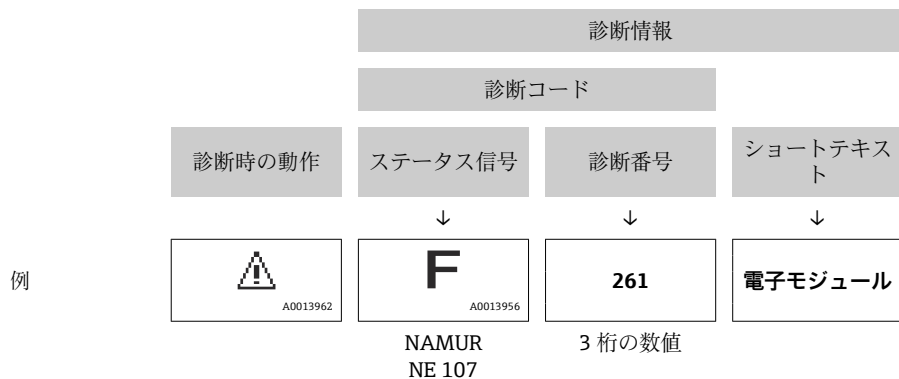 診断情報
診断コード
診断時の動作
ステータス信号
診断番号
ショートテキス
ト
↓ ↓ ↓
例
A0013962
F
A0013956
261
電子モジュール
NAMUR
NE 107
3 桁の数値